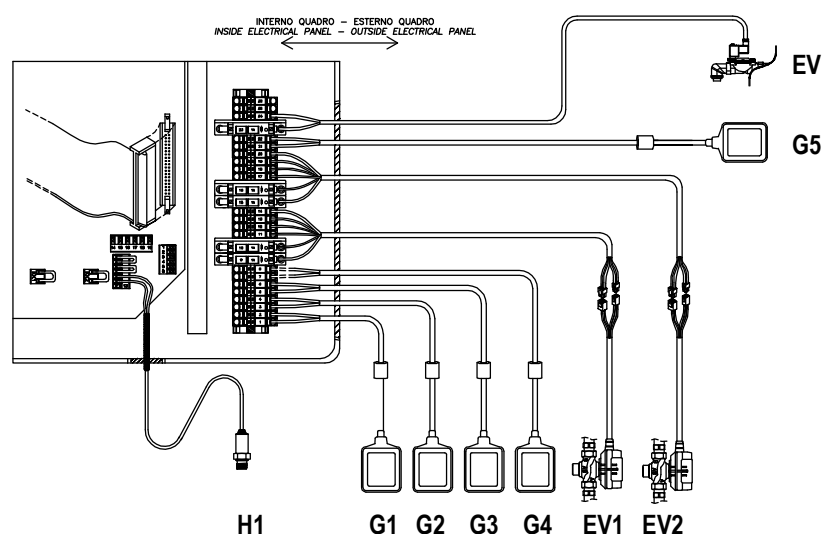 INTERNO QUADRO – ESTERNO QUADRO
INSIDE ELECTRICAL PANEL – OUTSIDE ELECTRICAL PANEL
EV
G5
H1 G1 G2 G3 G4 EV1 EV2